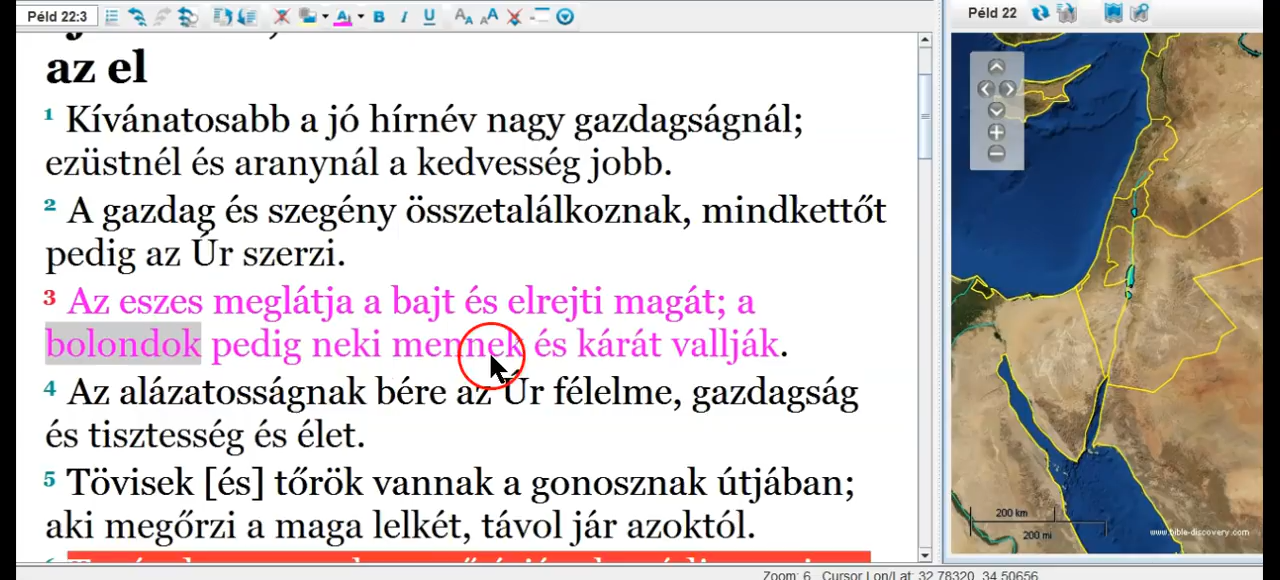 Péld 22:3
Péld 22
az el
1 Kívánatosabb a jó hírnév nagy gazdagságnál;
ezüstnél és aranynál a kedvesség jobb.
2 A gazdag és szegény összetalálkoznak, mindkettőt
pedig az Úr szerzi.
3 Az eszes meglátja a bajt és elrejti magát; a
bolondok pedig neki mennek és kárát vallják.
4 Az alázatosságnak bére az Úr félelme, gazdagság
és tisztesség és élet.
5 Tövisek [és] tőrök vannak a gonosznak útjában;
aki megőrzi a maga lelkét, távol jár azoktól.
200 km
200 mi
www.bible-discovery.com
Zoom: 6 Cursor Lon/Lat: 32.78320, 34.50656